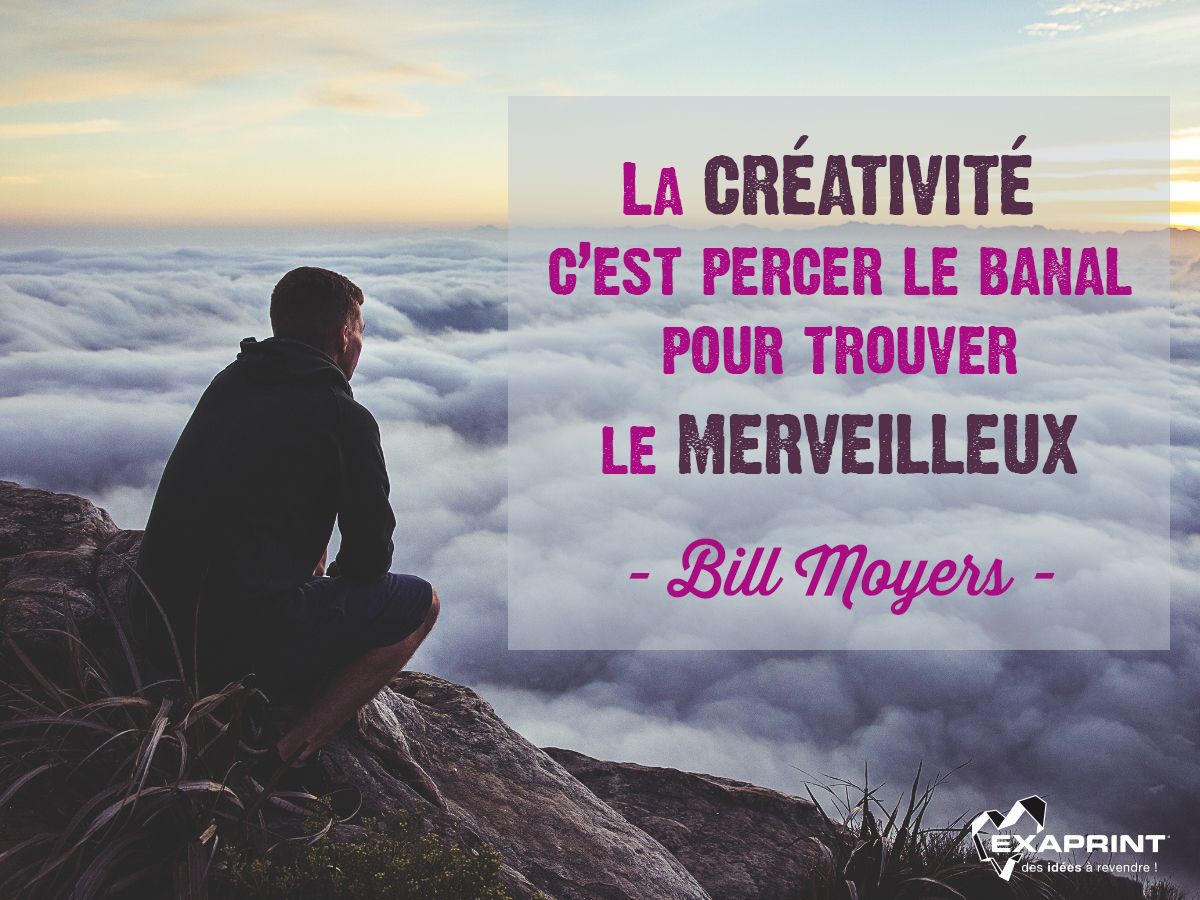 La CRÉATIVITÉ
C'EST PERCER LE BANAL
POUR TROUVER
LE MERVEILLEUX
- Bill Moyers -
EXAPRINT
des idées à revendre !